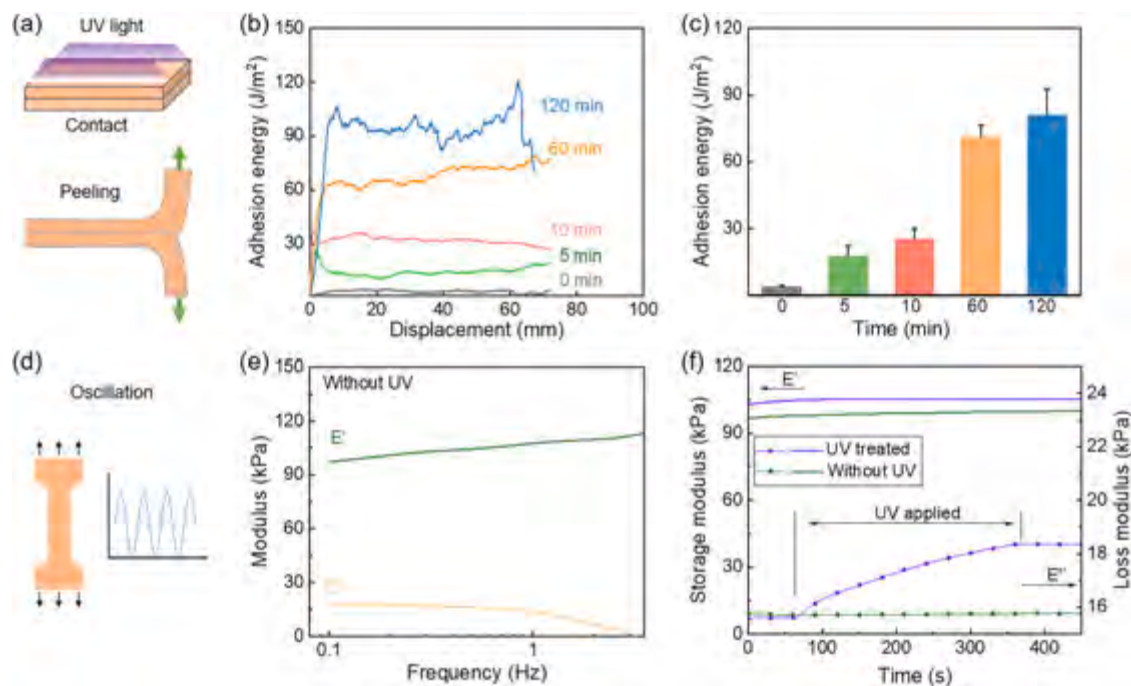 (a)
UV light
Contact
Peeling
(b)
Adhesion energy (J/m²)
150
120
90
60
30
0
120 min
60 min
10 min
5 min
0 min
0 20 40 60 80 100
Displacement (mm)
(c)
Adhesion energy (J/m²)
120
90
60
30
0 5 10 60 120
Time (min)
(d)
Oscillation
(e)
Without UV
Modulus (kPa)
150
120
90
60
30
0
E'
0.1 1
Frequency (Hz)
(f)
Storage modulus (kPa)
120
100
90
60
30
15
0
E'
UV treated
Without UV
UV applied
E''
24
22
20
18
16
Loss modulus (kPa)
0 100 200 300 400
Time (s)